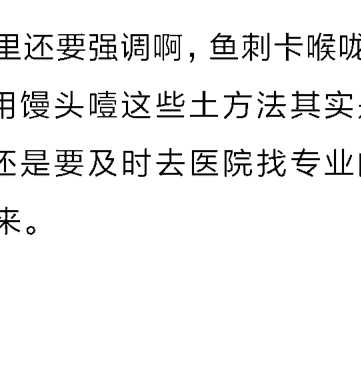 里还要强调啊，鱼刺卡喉咙
用馒头噎这些土方法其实
还是要及时去医院找专业
来。